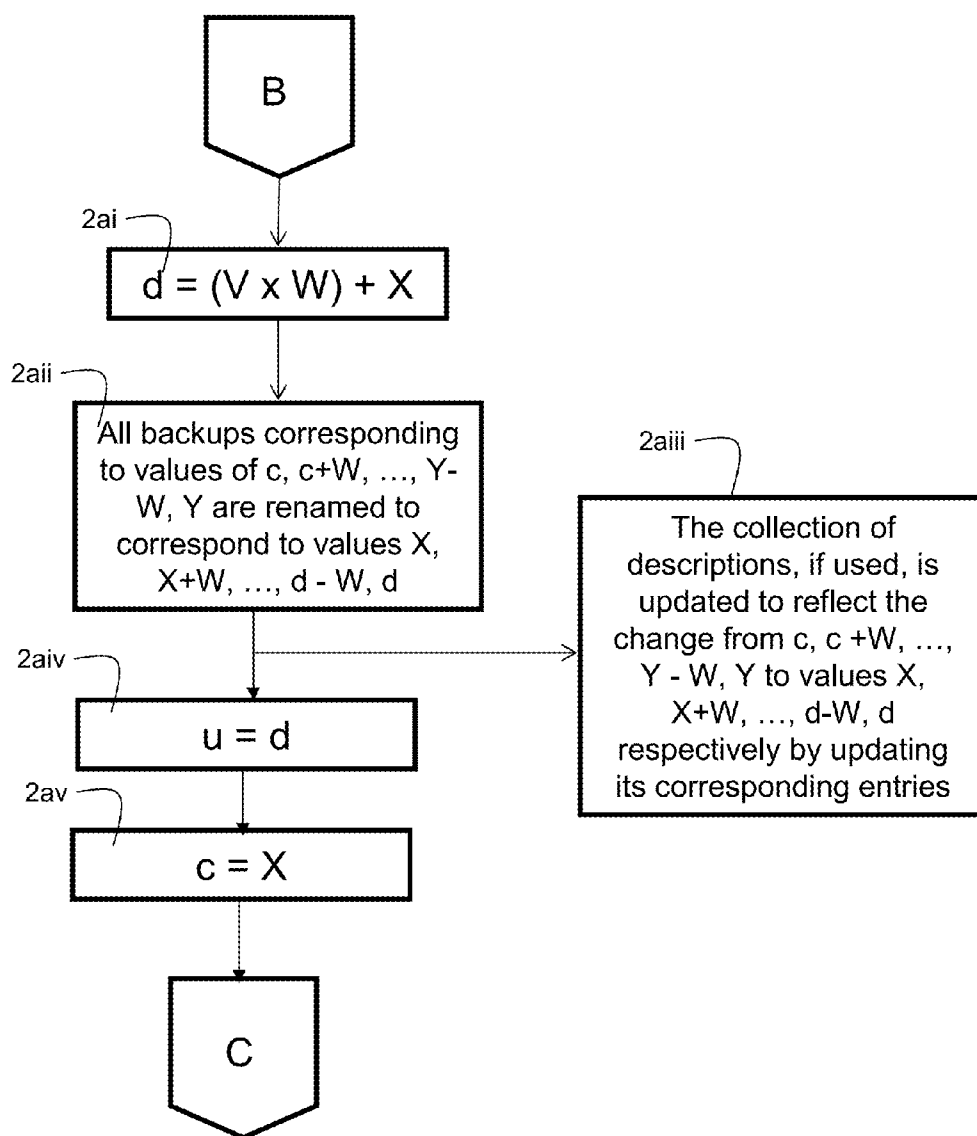 B
2ai
d = (V x W) + X
2aii
All backups corresponding
to values of c, c+W, …, Y-
W, Y are renamed to
correspond to values X,
X+W, …, d - W, d
2aiii
The collection of
descriptions, if used, is
updated to reflect the
change from c, c +W, …,
Y - W, Y to values X,
X+W, …, d-W, d
respectively by updating
its corresponding entries
2aiv
u = d
2av
c = X
C